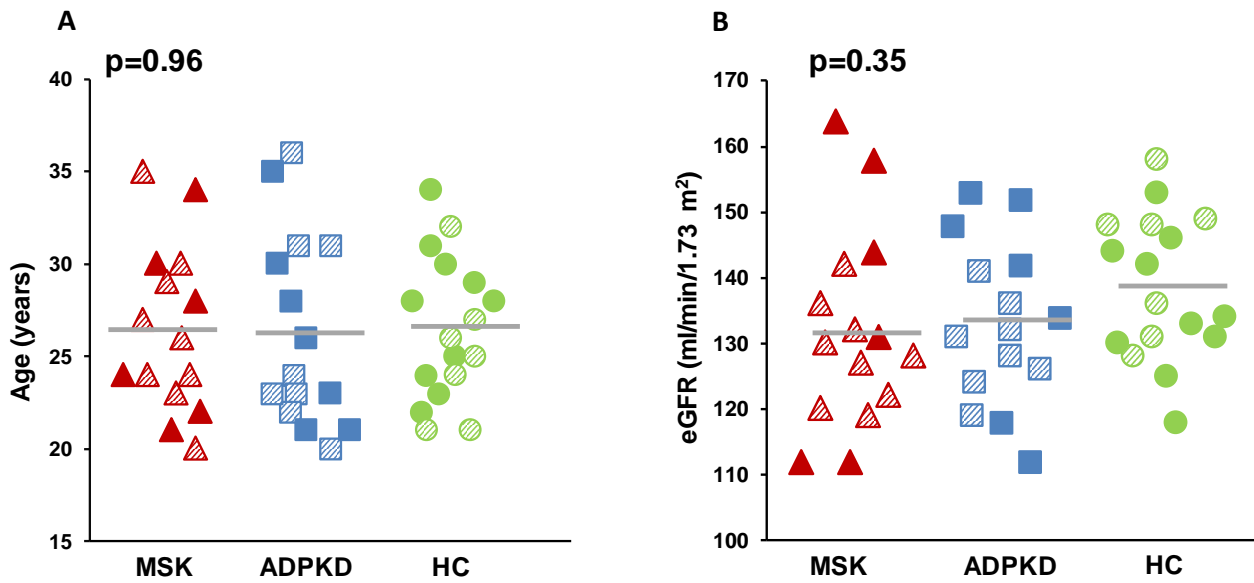 A
p=0.96
Age (years)
40
35
30
25
20
15
MSK ADPKD HC
B
p=0.35
eGFR (ml/min/1.73 m²)
170
160
150
140
130
120
110
100
MSK ADPKD HC